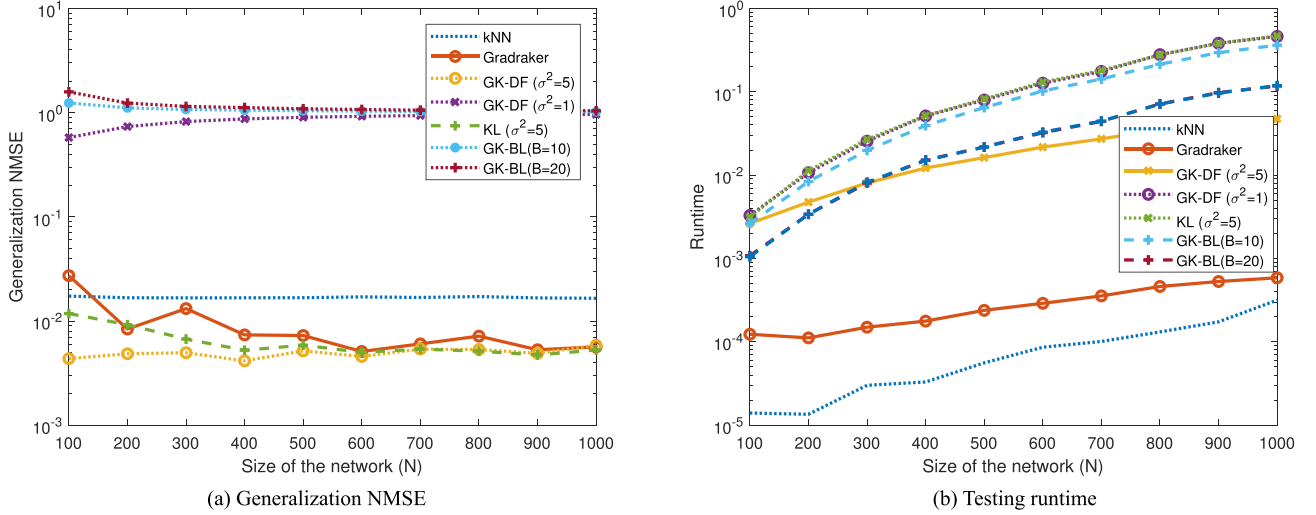 10^1
10^0
10^-1
10^-2
10^-3
Generalization NMSE
100 200 300 400 500 600 700 800 900 1000
Size of the network (N)
kNN
Gradraker
GK-DF (σ²=5)
GK-DF (σ²=1)
KL (σ²=5)
GK-BL(B=10)
GK-BL(B=20)
(a) Generalization NMSE
10^0
10^-1
10^-2
10^-3
10^-4
10^-5
Runtime
100 200 300 400 500 600 700 800 900 1000
Size of the network (N)
kNN
Gradraker
GK-DF (σ²=5)
GK-DF (σ²=1)
KL (σ²=5)
GK-BL(B=10)
GK-BL(B=20)
(b) Testing runtime